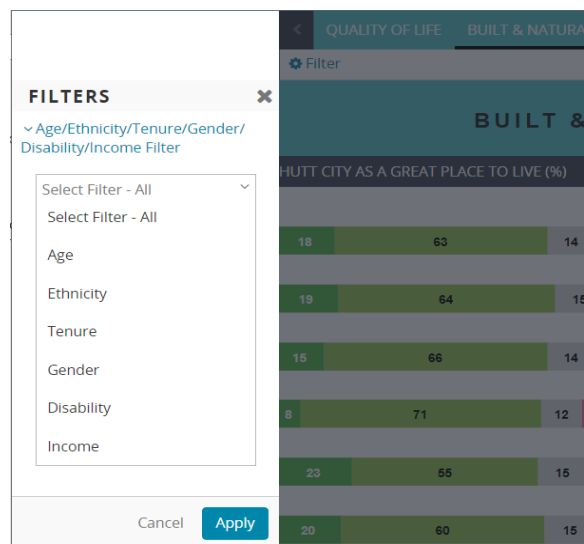 QUALITY OF LIFE BUILT & NATURA
Filter
FILTERS
Age/Ethnicity/Tenure/Gender/
Disability/Income Filter
Select Filter - All
Select Filter - All
Age
Ethnicity
Tenure
Gender
Disability
Income
Cancel Apply
BUILT &
HUTT CITY AS A GREAT PLACE TO LIVE (%)
18 63 14
19 64 15
15 66 14
8 71 12
23 55 15
20 60 15